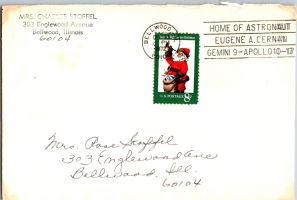 MRS. CHARLES STOFFEL
303 Englewood Avenue
Bellwood, Illinois
60104
BELLWOOD
HOME OF ASTRONAUT
EUGENE A. CERNAN
GEMINI 9-APOLLO 10-17
U.S. POSTAGE 8¢
Mrs. Rose Stoffel
303 Englewood Ave
Bellwood, Ill.
60104